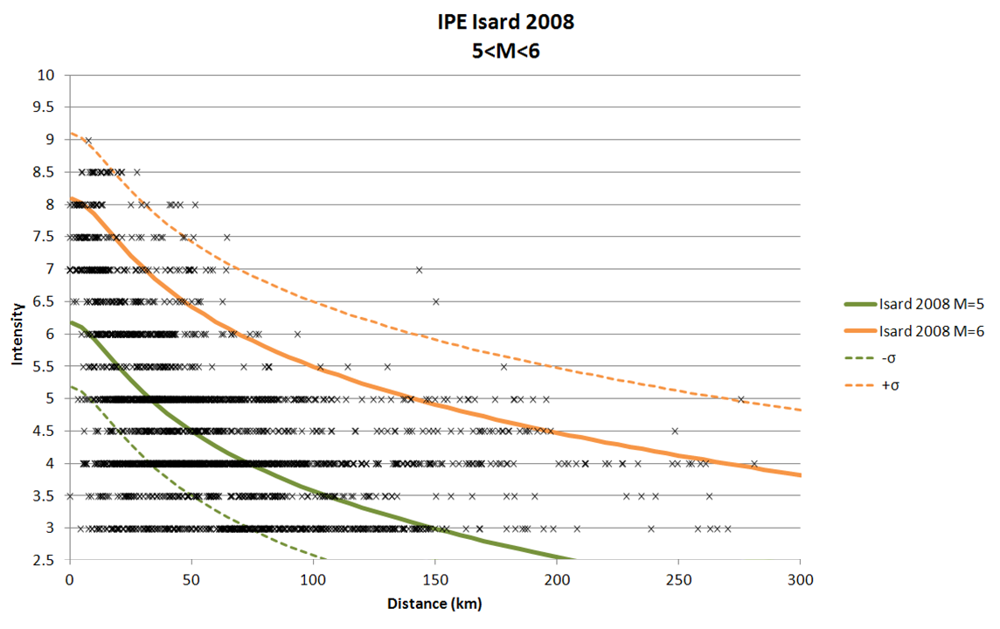 IPE Isard 2008
5<M<6
10
9.5
9
8.5
8
7.5
7
6.5
6
5.5
5
4.5
4
3.5
3
2.5
Intensity
0
50
100
150
200
250
300
Distance (km)
Isard 2008 M=5
Isard 2008 M=6
-σ
+σ